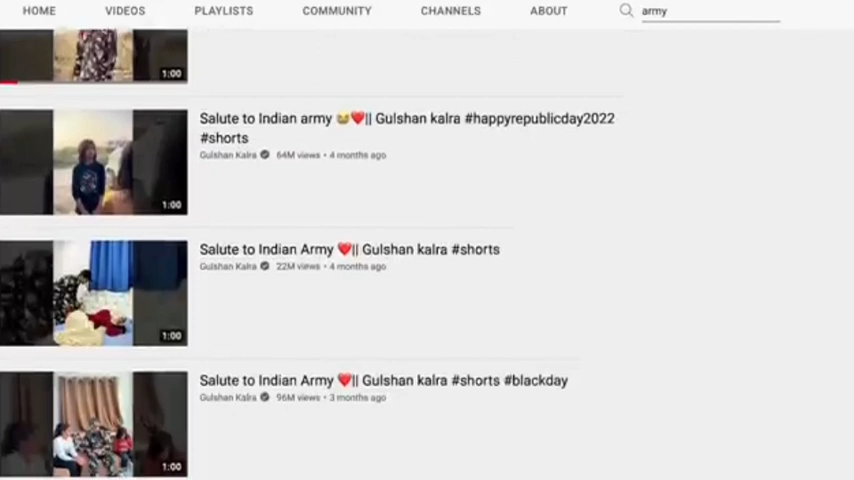 HOME VIDEOS PLAYLISTS COMMUNITY CHANNELS ABOUT army
1:00
Salute to Indian army 😹❤️|| Gulshan kalra #happyrepublicday2022
#shorts
Gulshan Kalra 64M views • 4 months ago
1:00
Salute to Indian Army ❤️|| Gulshan kalra #shorts
Gulshan Kalra 22M views • 4 months ago
1:00
Salute to Indian Army ❤️|| Gulshan kalra #shorts #blackday
Gulshan Kalra 96M views • 3 months ago
1:00